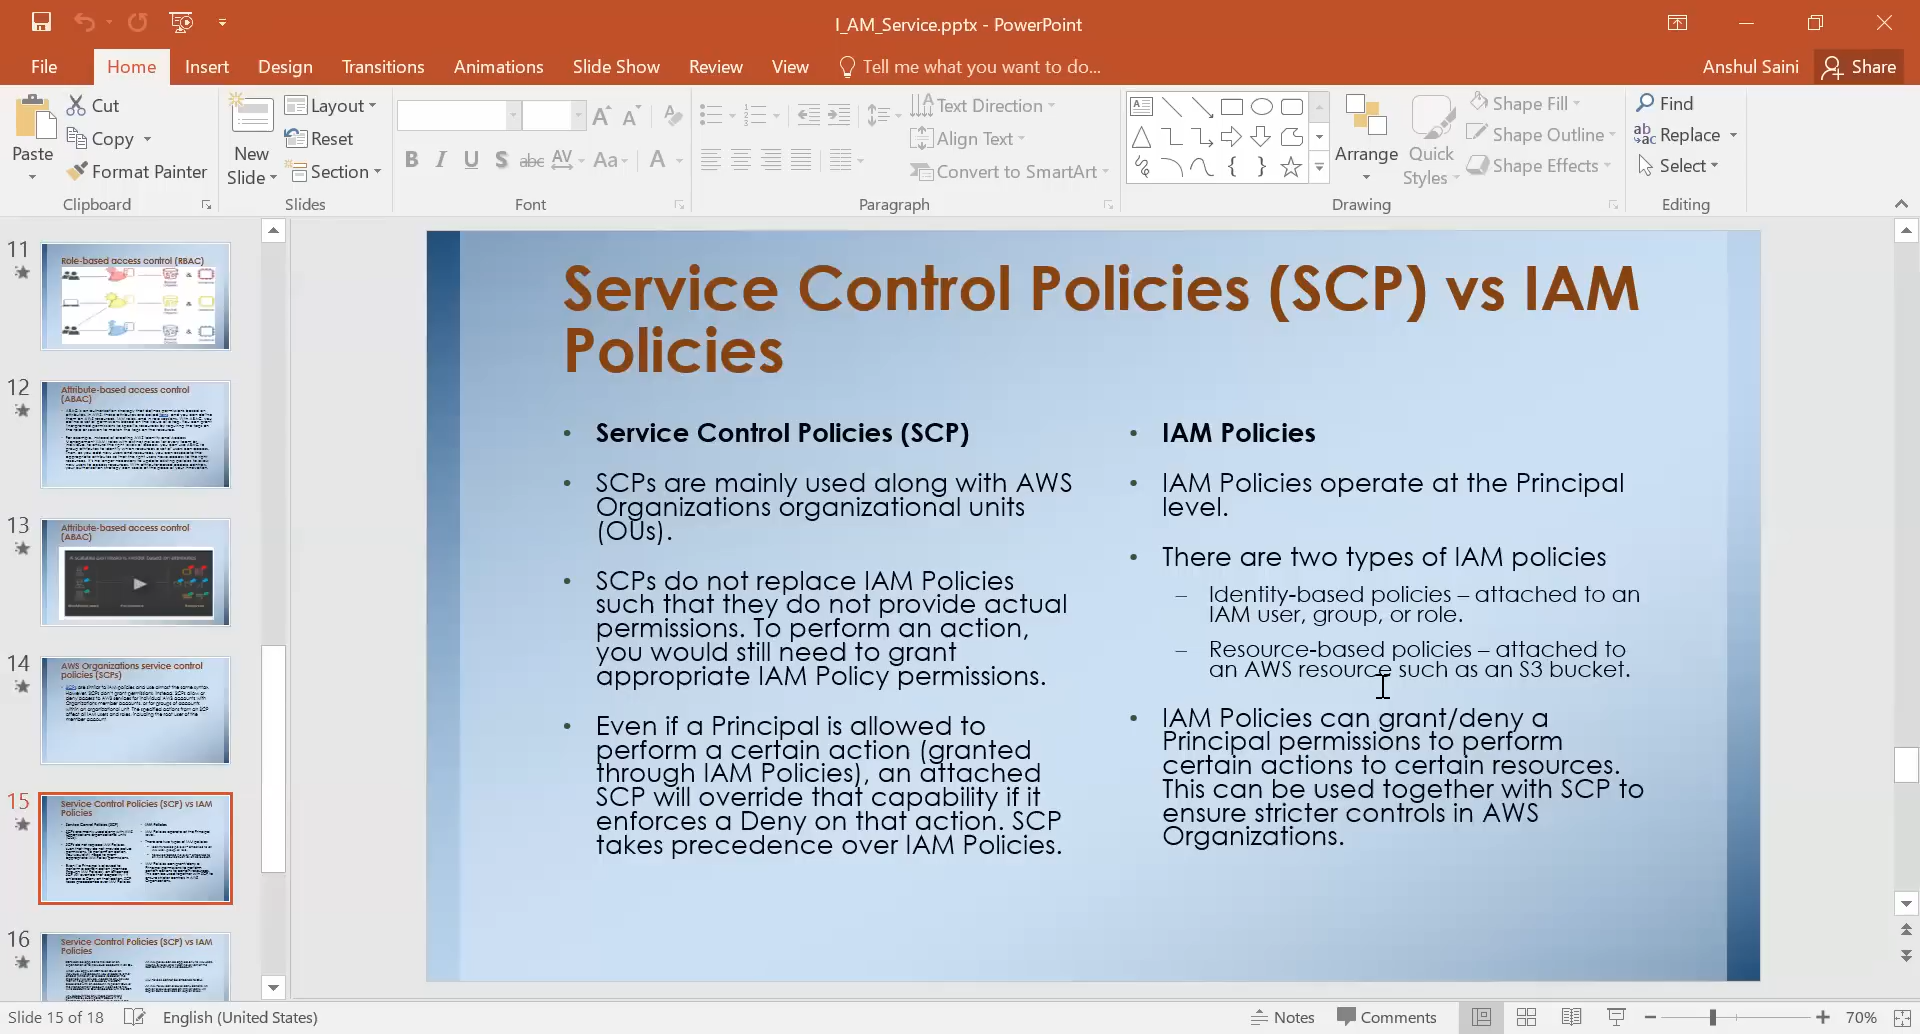 I_AM_Service.pptx - PowerPoint
File Home Insert Design Transitions Animations Slide Show Review View Tell me what you want to do... Anshul Saini Share
Paste
Cut
Copy
Format Painter
Clipboard
New Slide
Layout
Reset
Section
Slides
B I U S abc AV Aa A
Font
Text Direction
Align Text
Convert to SmartArt
Paragraph
Arrange
Quick Styles
Shape Fill
Shape Outline
Shape Effects
Drawing
Find
Replace
Select
Editing
11
Role-based access control (RBAC)
12
Attribute-based access control
(ABAC)
13
Attribute-based access control
(ABAC)
14
AWS Organizations service control
policies (SCPs)
15
Service Control Policies (SCP) vs IAM
Policies
16
Service Control Policies (SCP) vs IAM
Policies
Service Control Policies (SCP) vs IAM
Policies
• Service Control Policies (SCP)
• SCPs are mainly used along with AWS
Organizations organizational units
(OUs).
• SCPs do not replace IAM Policies
such that they do not provide actual
permissions. To perform an action,
you would still need to grant
appropriate IAM Policy permissions.
• Even if a Principal is allowed to
perform a certain action (granted
through IAM Policies), an attached
SCP will override that capability if it
enforces a Deny on that action. SCP
takes precedence over IAM Policies.
• IAM Policies
• IAM Policies operate at the Principal
level.
• There are two types of IAM policies
– Identity-based policies – attached to an
IAM user, group, or role.
– Resource-based policies – attached to
an AWS resource such as an S3 bucket.
• IAM Policies can grant/deny a
Principal permissions to perform
certain actions to certain resources.
This can be used together with SCP to
ensure stricter controls in AWS
Organizations.
Slide 15 of 18 English (United States) Notes Comments 70%